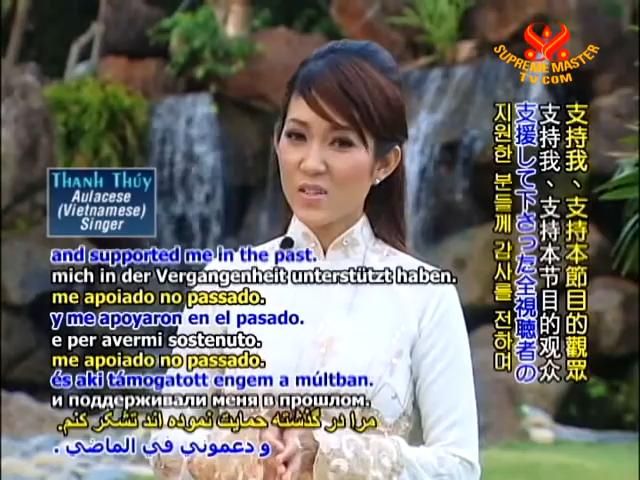 SUPREME MASTER
TV.COM
THANH THÚY
Aulacese
(Vietnamese)
Singer
支持我、支持本節目的觀眾
支持我、支持本节目的观众
支援して下さった全視聴者の
지원한 분들께 감사를 전하며
and supported me in the past.
mich in der Vergangenheit unterstützt haben.
me apoiado no passado.
y me apoyaron en el pasado.
e per avermi sostenuto.
me apoiado no passado.
és aki támogatott engem a múltban.
и поддерживали меня в прошлом.
مرا در گذشته حمایت نموده اند تشکر کنم.
و دعموني في الماضي .